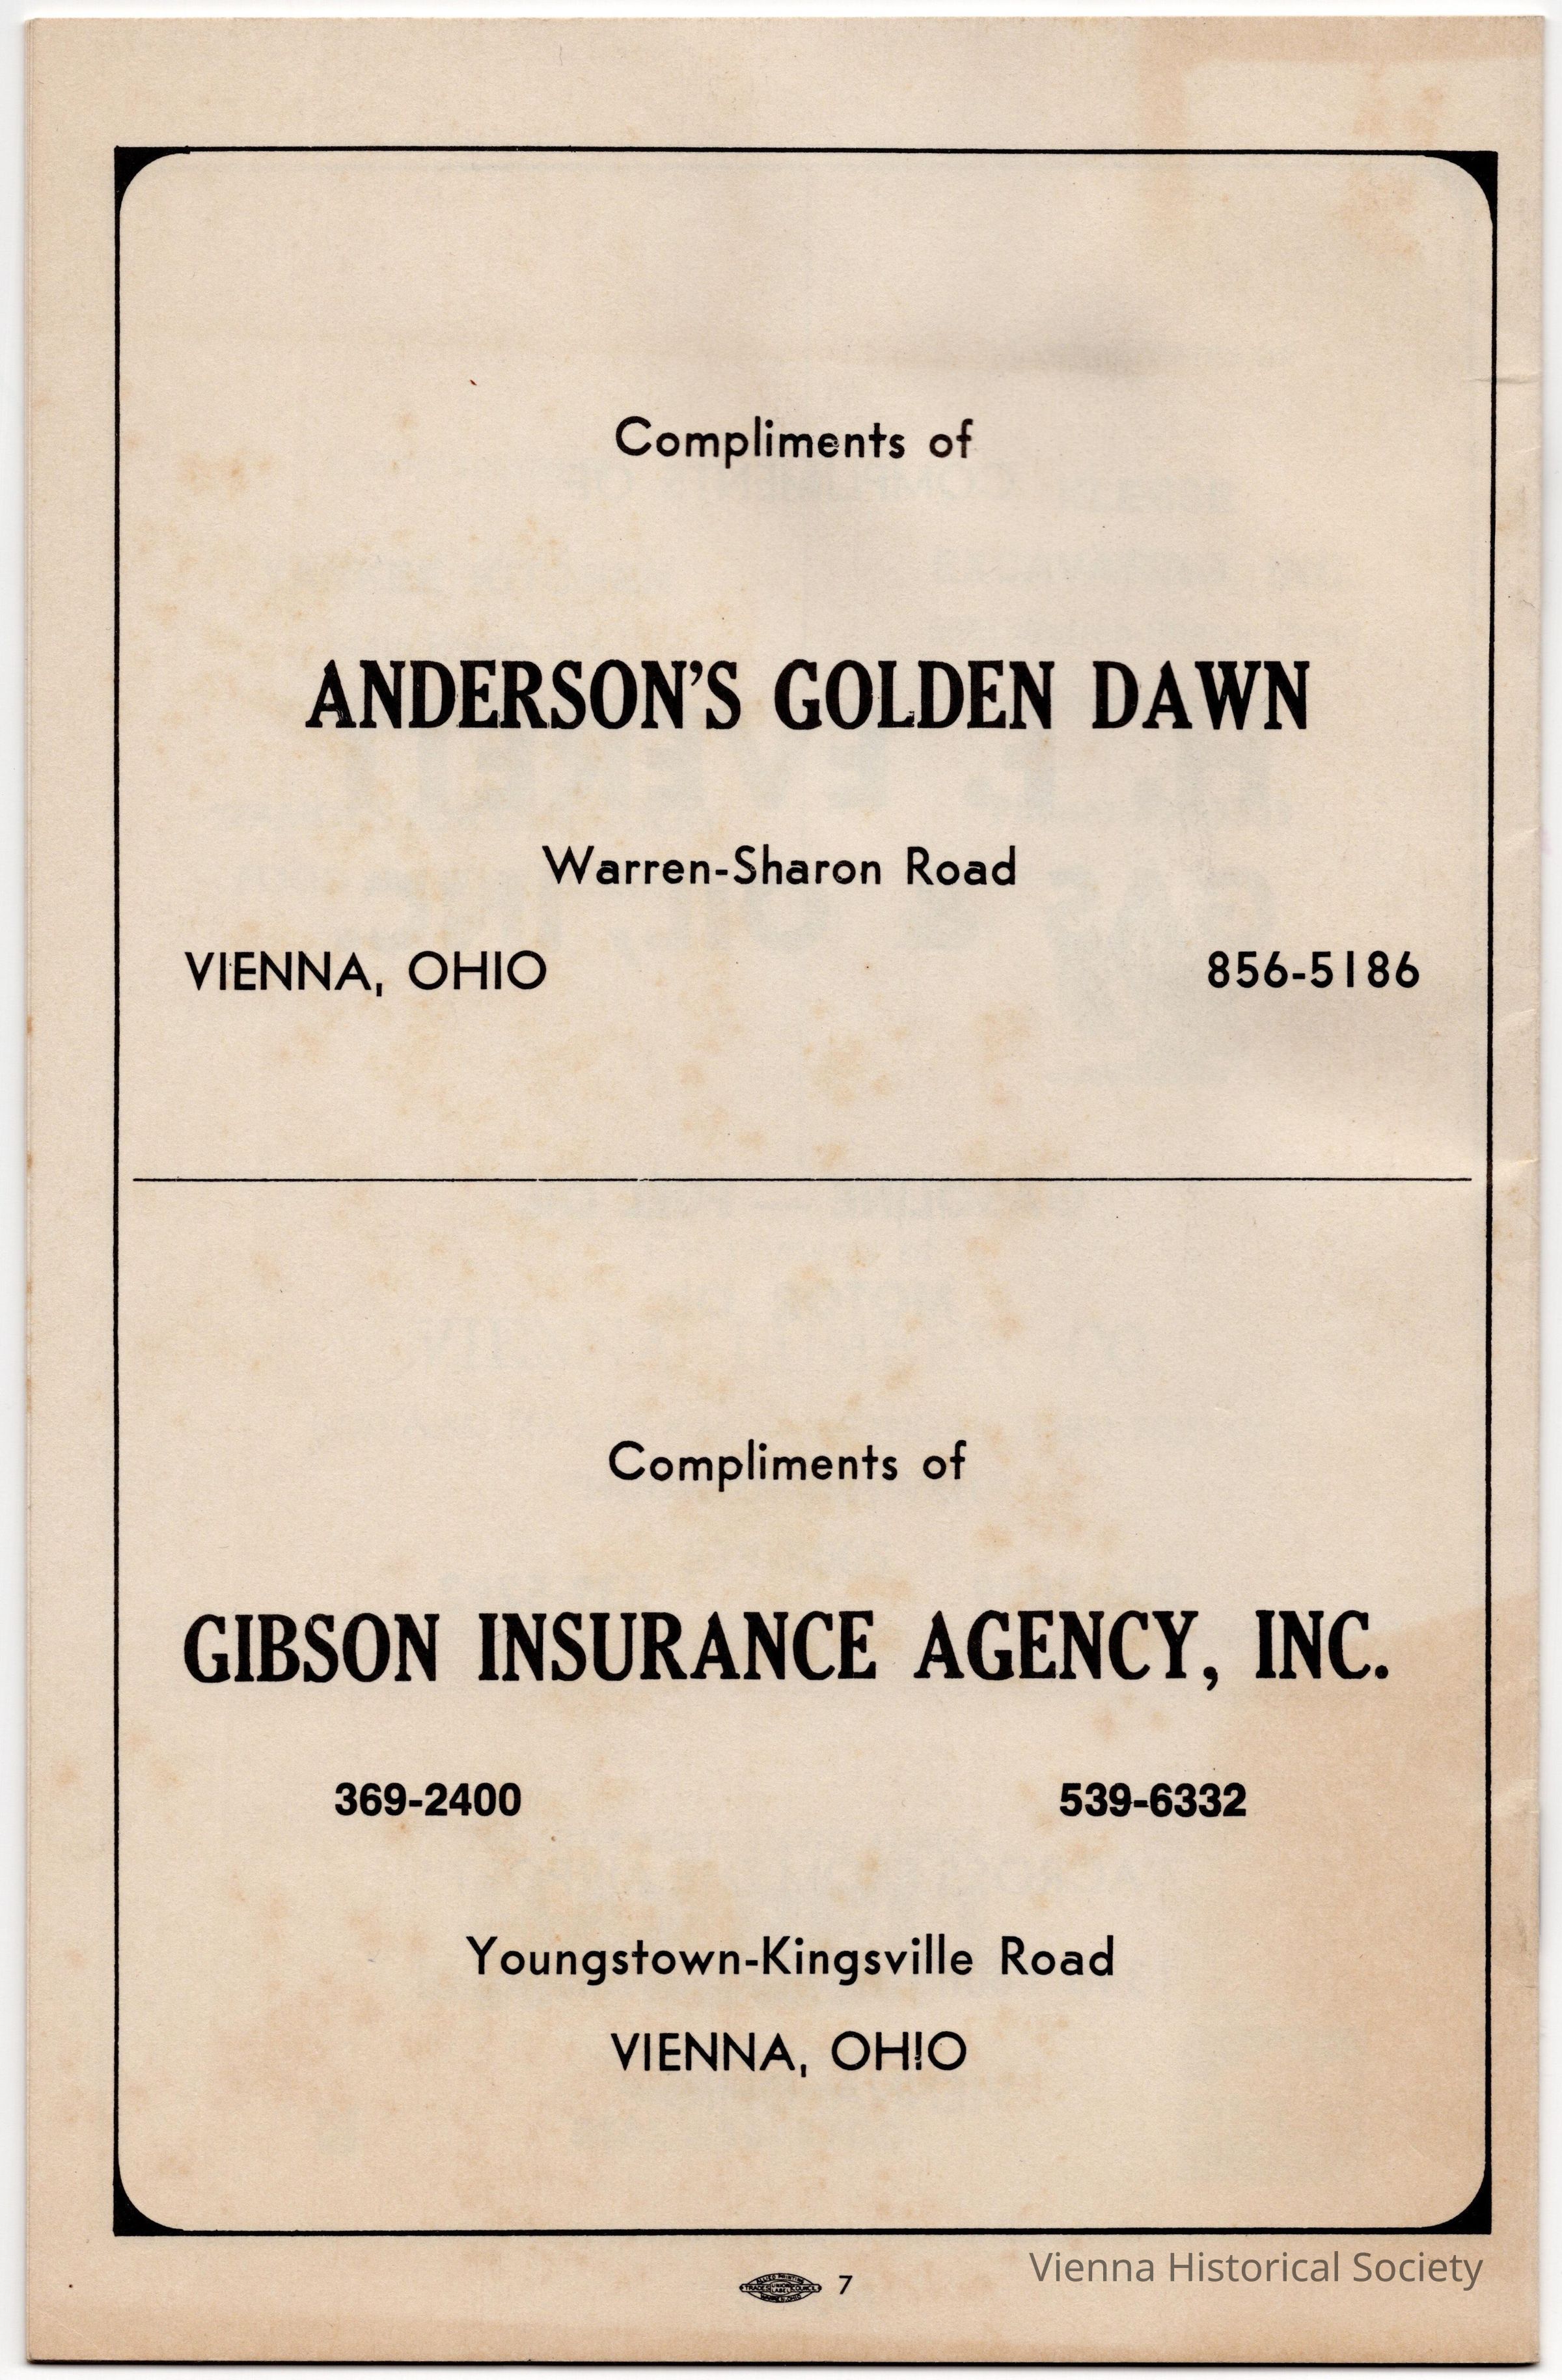 Compliments of
ANDERSON'S GOLDEN DAWN
Warren-Sharon Road
VIENNA, OHIO 856-5186
Compliments of
GIBSON INSURANCE AGENCY, INC.
369-2400 539-6332
Youngstown-Kingsville Road
VIENNA, OHIO
7
Vienna Historical Society